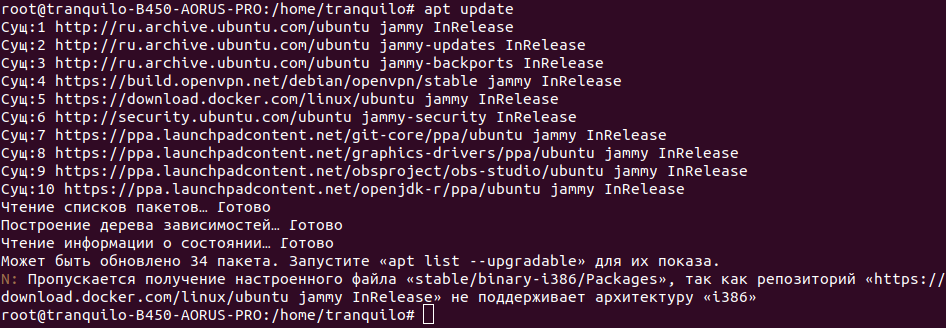 root@tranquilo-B450-AORUS-PRO:/home/tranquilo# apt update
Сущ:1 http://ru.archive.ubuntu.com/ubuntu jammy InRelease
Сущ:2 http://ru.archive.ubuntu.com/ubuntu jammy-updates InRelease
Сущ:3 http://ru.archive.ubuntu.com/ubuntu jammy-backports InRelease
Сущ:4 https://build.openvpn.net/debian/openvpn/stable jammy InRelease
Сущ:5 https://download.docker.com/linux/ubuntu jammy InRelease
Сущ:6 http://security.ubuntu.com/ubuntu jammy-security InRelease
Сущ:7 https://ppa.launchpadcontent.net/git-core/ppa/ubuntu jammy InRelease
Сущ:8 https://ppa.launchpadcontent.net/graphics-drivers/ppa/ubuntu jammy InRelease
Сущ:9 https://ppa.launchpadcontent.net/obsproject/obs-studio/ubuntu jammy InRelease
Сущ:10 https://ppa.launchpadcontent.net/openjdk-r/ppa/ubuntu jammy InRelease
Чтение списков пакетов… Готово
Построение дерева зависимостей… Готово
Чтение информации о состоянии… Готово
Может быть обновлено 34 пакета. Запустите «apt list --upgradable» для их показа.
N: Пропускается получение настроенного файла «stable/binary-i386/Packages», так как репозиторий «https://
download.docker.com/linux/ubuntu jammy InRelease» не поддерживает архитектуру «i386»
root@tranquilo-B450-AORUS-PRO:/home/tranquilo#